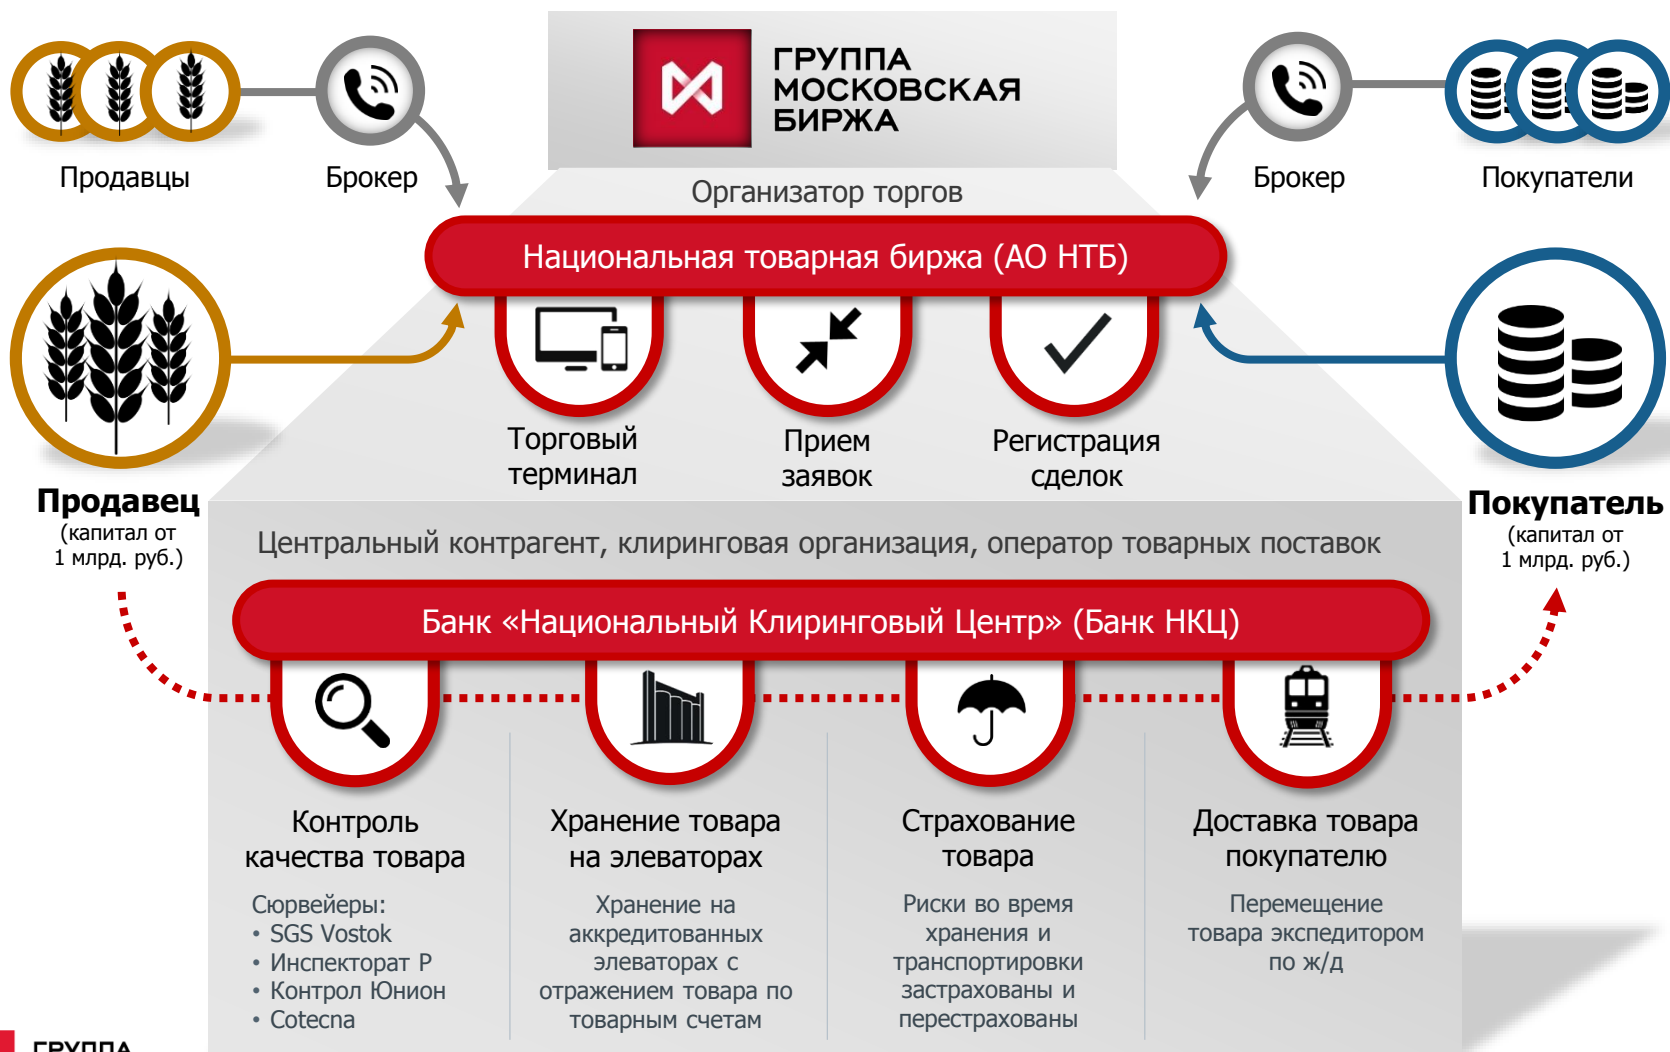 ГРУППА
МОСКОВСКАЯ
БИРЖА
Продавцы
Брокер
Брокер
Покупатели
Организатор торгов
Национальная товарная биржа (АО НТБ)
Торговый
терминал
Прием
заявок
Регистрация
сделок
Продавец
(капитал от
1 млрд. руб.)
Покупатель
(капитал от
1 млрд. руб.)
Центральный контрагент, клиринговая организация, оператор товарных поставок
Банк «Национальный Клиринговый Центр» (Банк НКЦ)
Контроль
качества товара
Сюрвейеры:
• SGS Vostok
• Инспекторат Р
• Контрол Юнион
• Cotecna
Хранение товара
на элеваторах
Хранение на
аккредитованных
элеваторах с
отражением товара по
товарным счетам
Страхование
товара
Риски во время
хранения и
транспортировки
застрахованы и
перестрахованы
Доставка товара
покупателю
Перемещение
товара экспедитором
по ж/д
ГРУППА